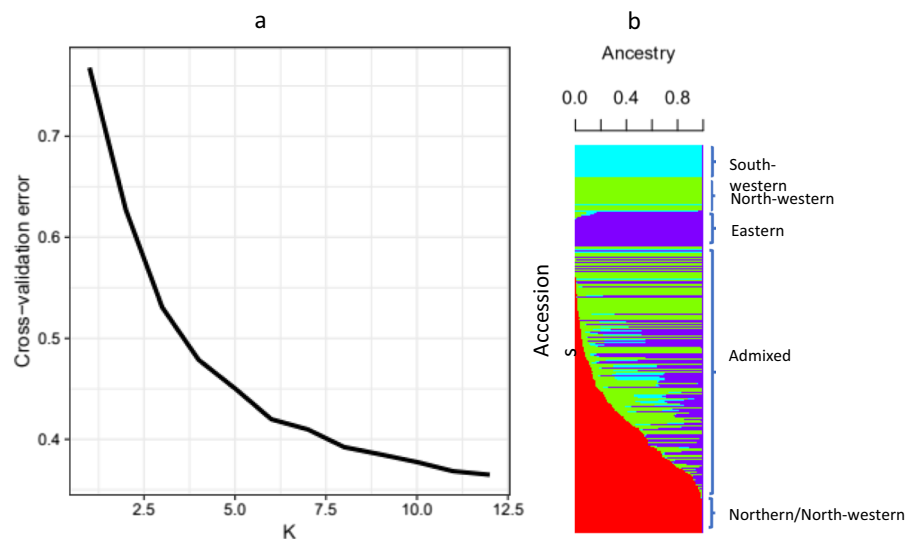 a
b
Cross−validation error
0.7
0.6
0.5
0.4
2.5 5.0 7.5 10.0 12.5
K
Ancestry
0.0 0.4 0.8
Accession
s
South-
western
North-western
Eastern
Admixed
Northern/North-western